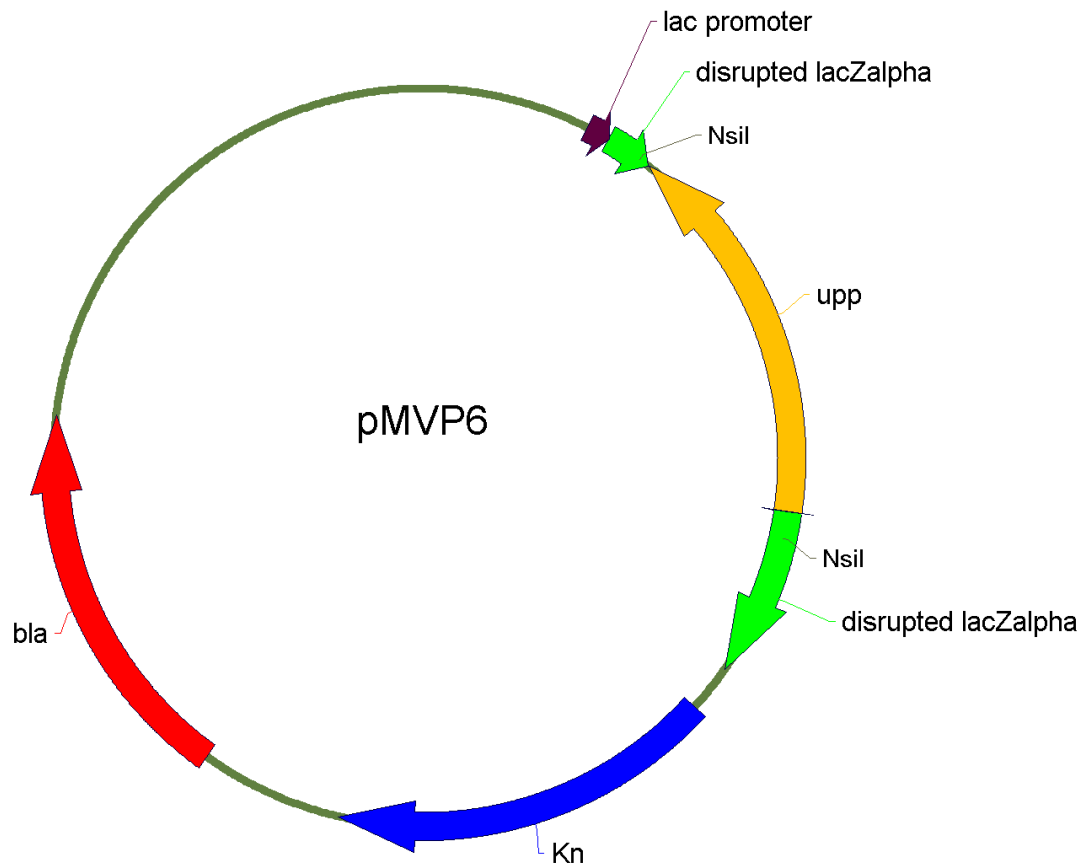 lac promoter
disrupted lacZalpha
NsiI
upp
pMVP6
NsiI
disrupted lacZalpha
bla
Kn